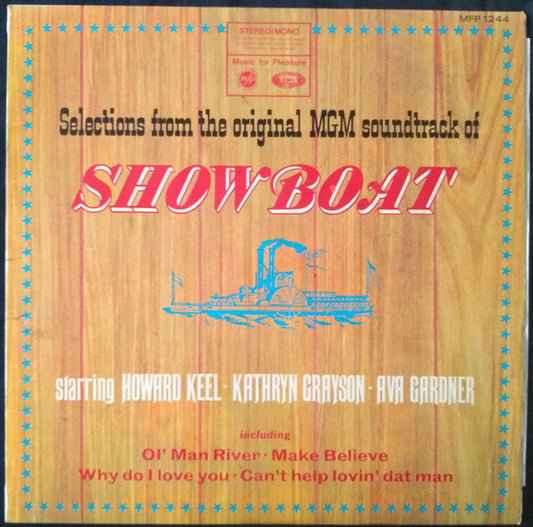 MFP 1244
STEREO/MONO
Music for Pleasure
mfp EMI
Selections from the original MGM soundtrack of
SHOW BOAT
starring HOWARD KEEL · KATHRYN GRAYSON · AVA GARDNER
including
Ol' Man River · Make Believe
Why do I love you · Can't help lovin' dat man